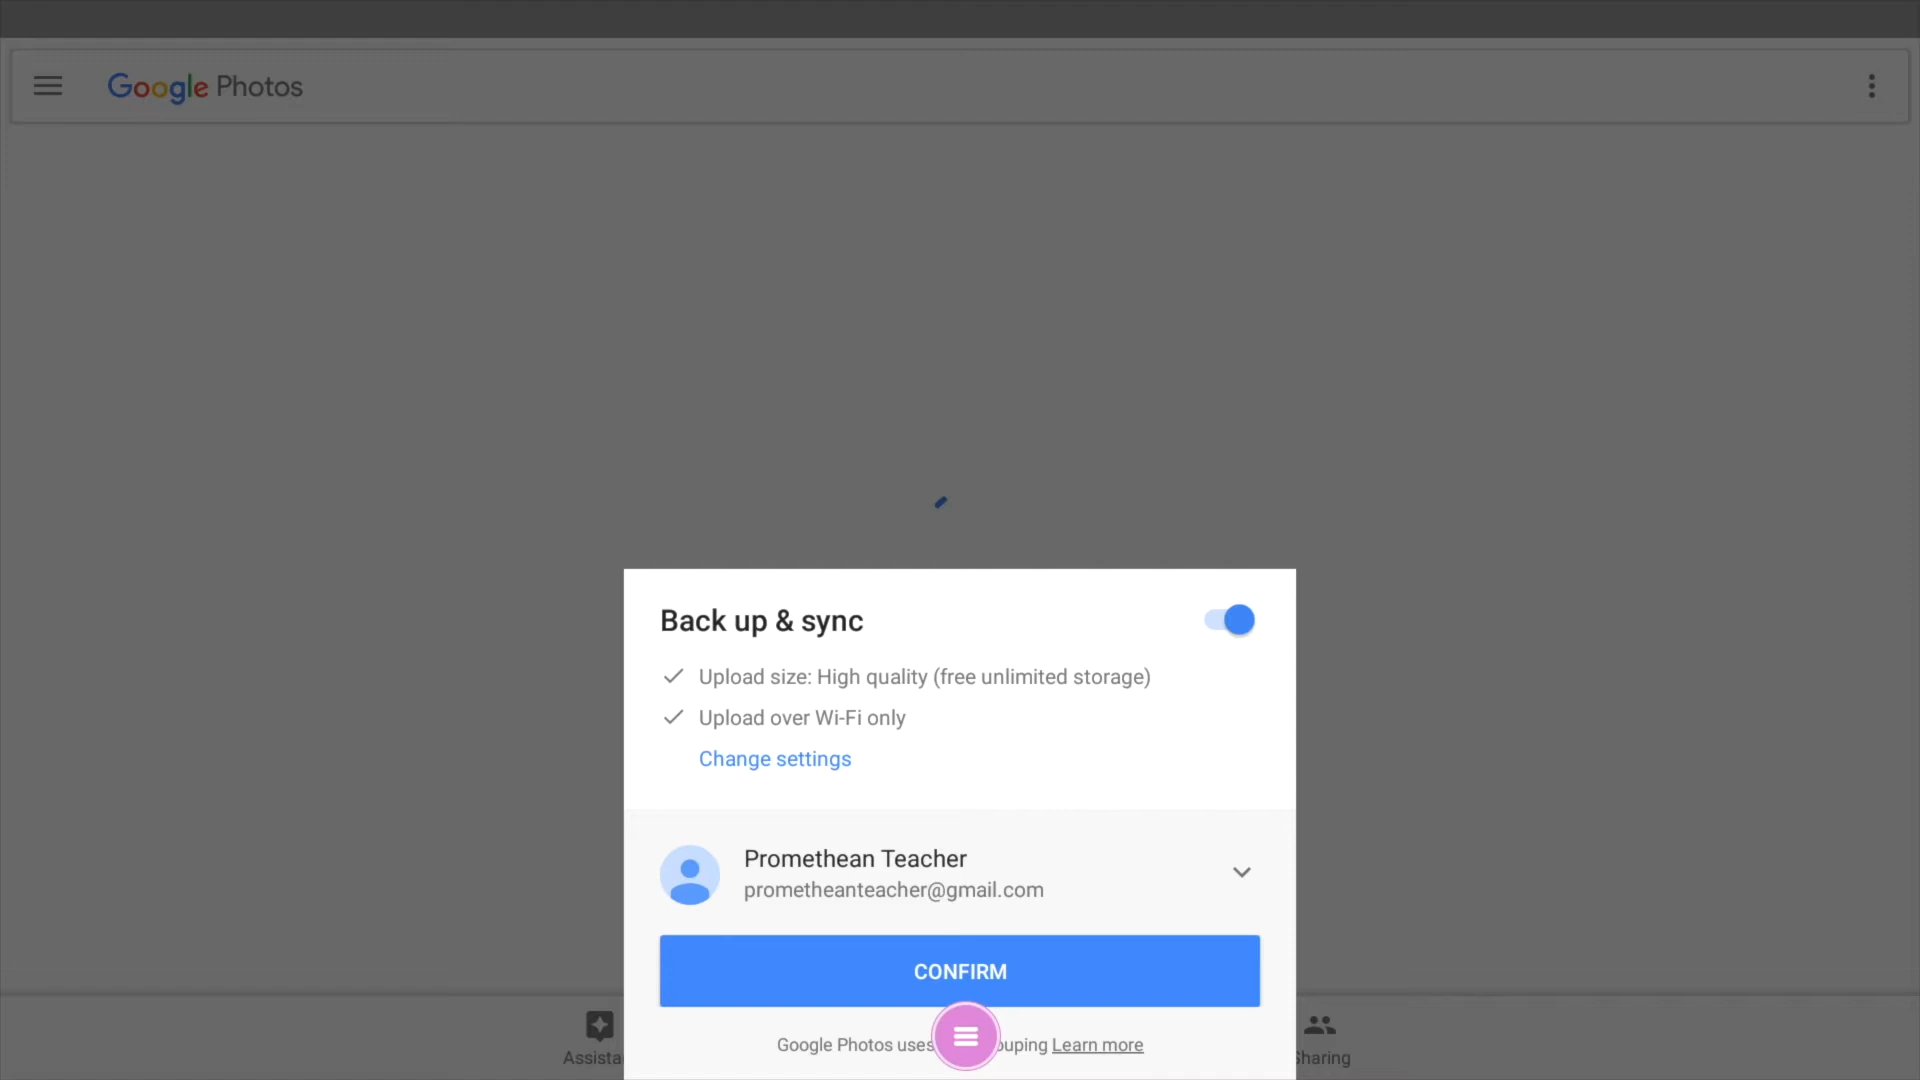 Google Photos
Back up & sync
Upload size: High quality (free unlimited storage)
Upload over Wi-Fi only
Change settings
Promethean Teacher
prometheanteacher@gmail.com
CONFIRM
Google Photos uses ouping Learn more
Assista
Sharing